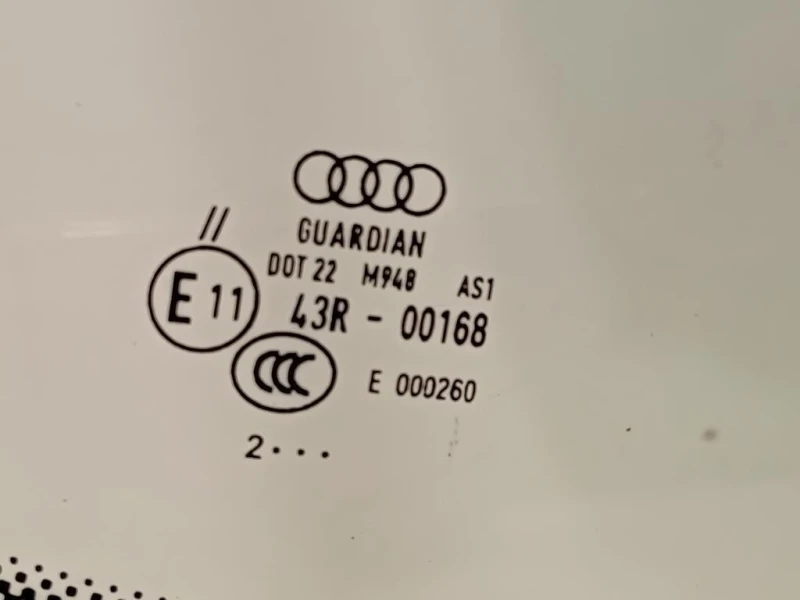 GUARDIAN
//
DOT 22 M948 AS1
E 11
43R - 00168
CCC
E 000260
2 • • •